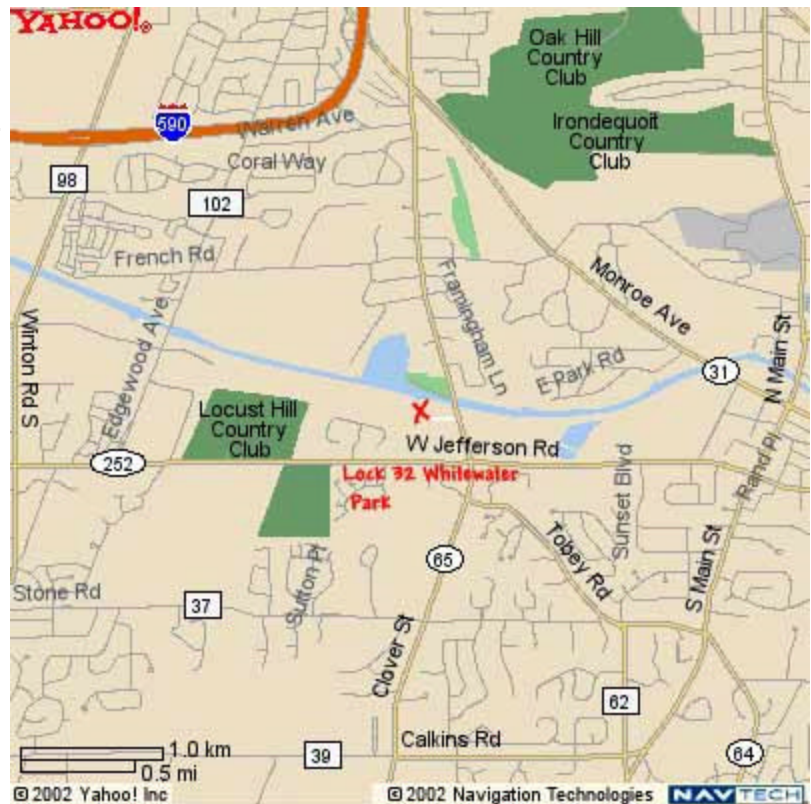 YAHOO!®
Oak Hill
Country
Club
Irondequoit
Country
Club
590
Warren Ave
Coral Way
98
102
French Rd
Framingham Ln
Monroe Ave
Winton Rd S
Edgewood Ave
E Park Rd
31
N Main St
Locust Hill
Country
Club
W Jefferson Rd
252
X
Lock 32 Whitewater
Park
Sunset Blvd
Rand Pl
65
Tobey Rd
S Main St
Stone Rd
37
Sutton Pl
Clover St
62
1.0 km
0.5 mi
39
Calkins Rd
64
© 2002 Yahoo! Inc
© 2002 Navigation Technologies
NAVTECH